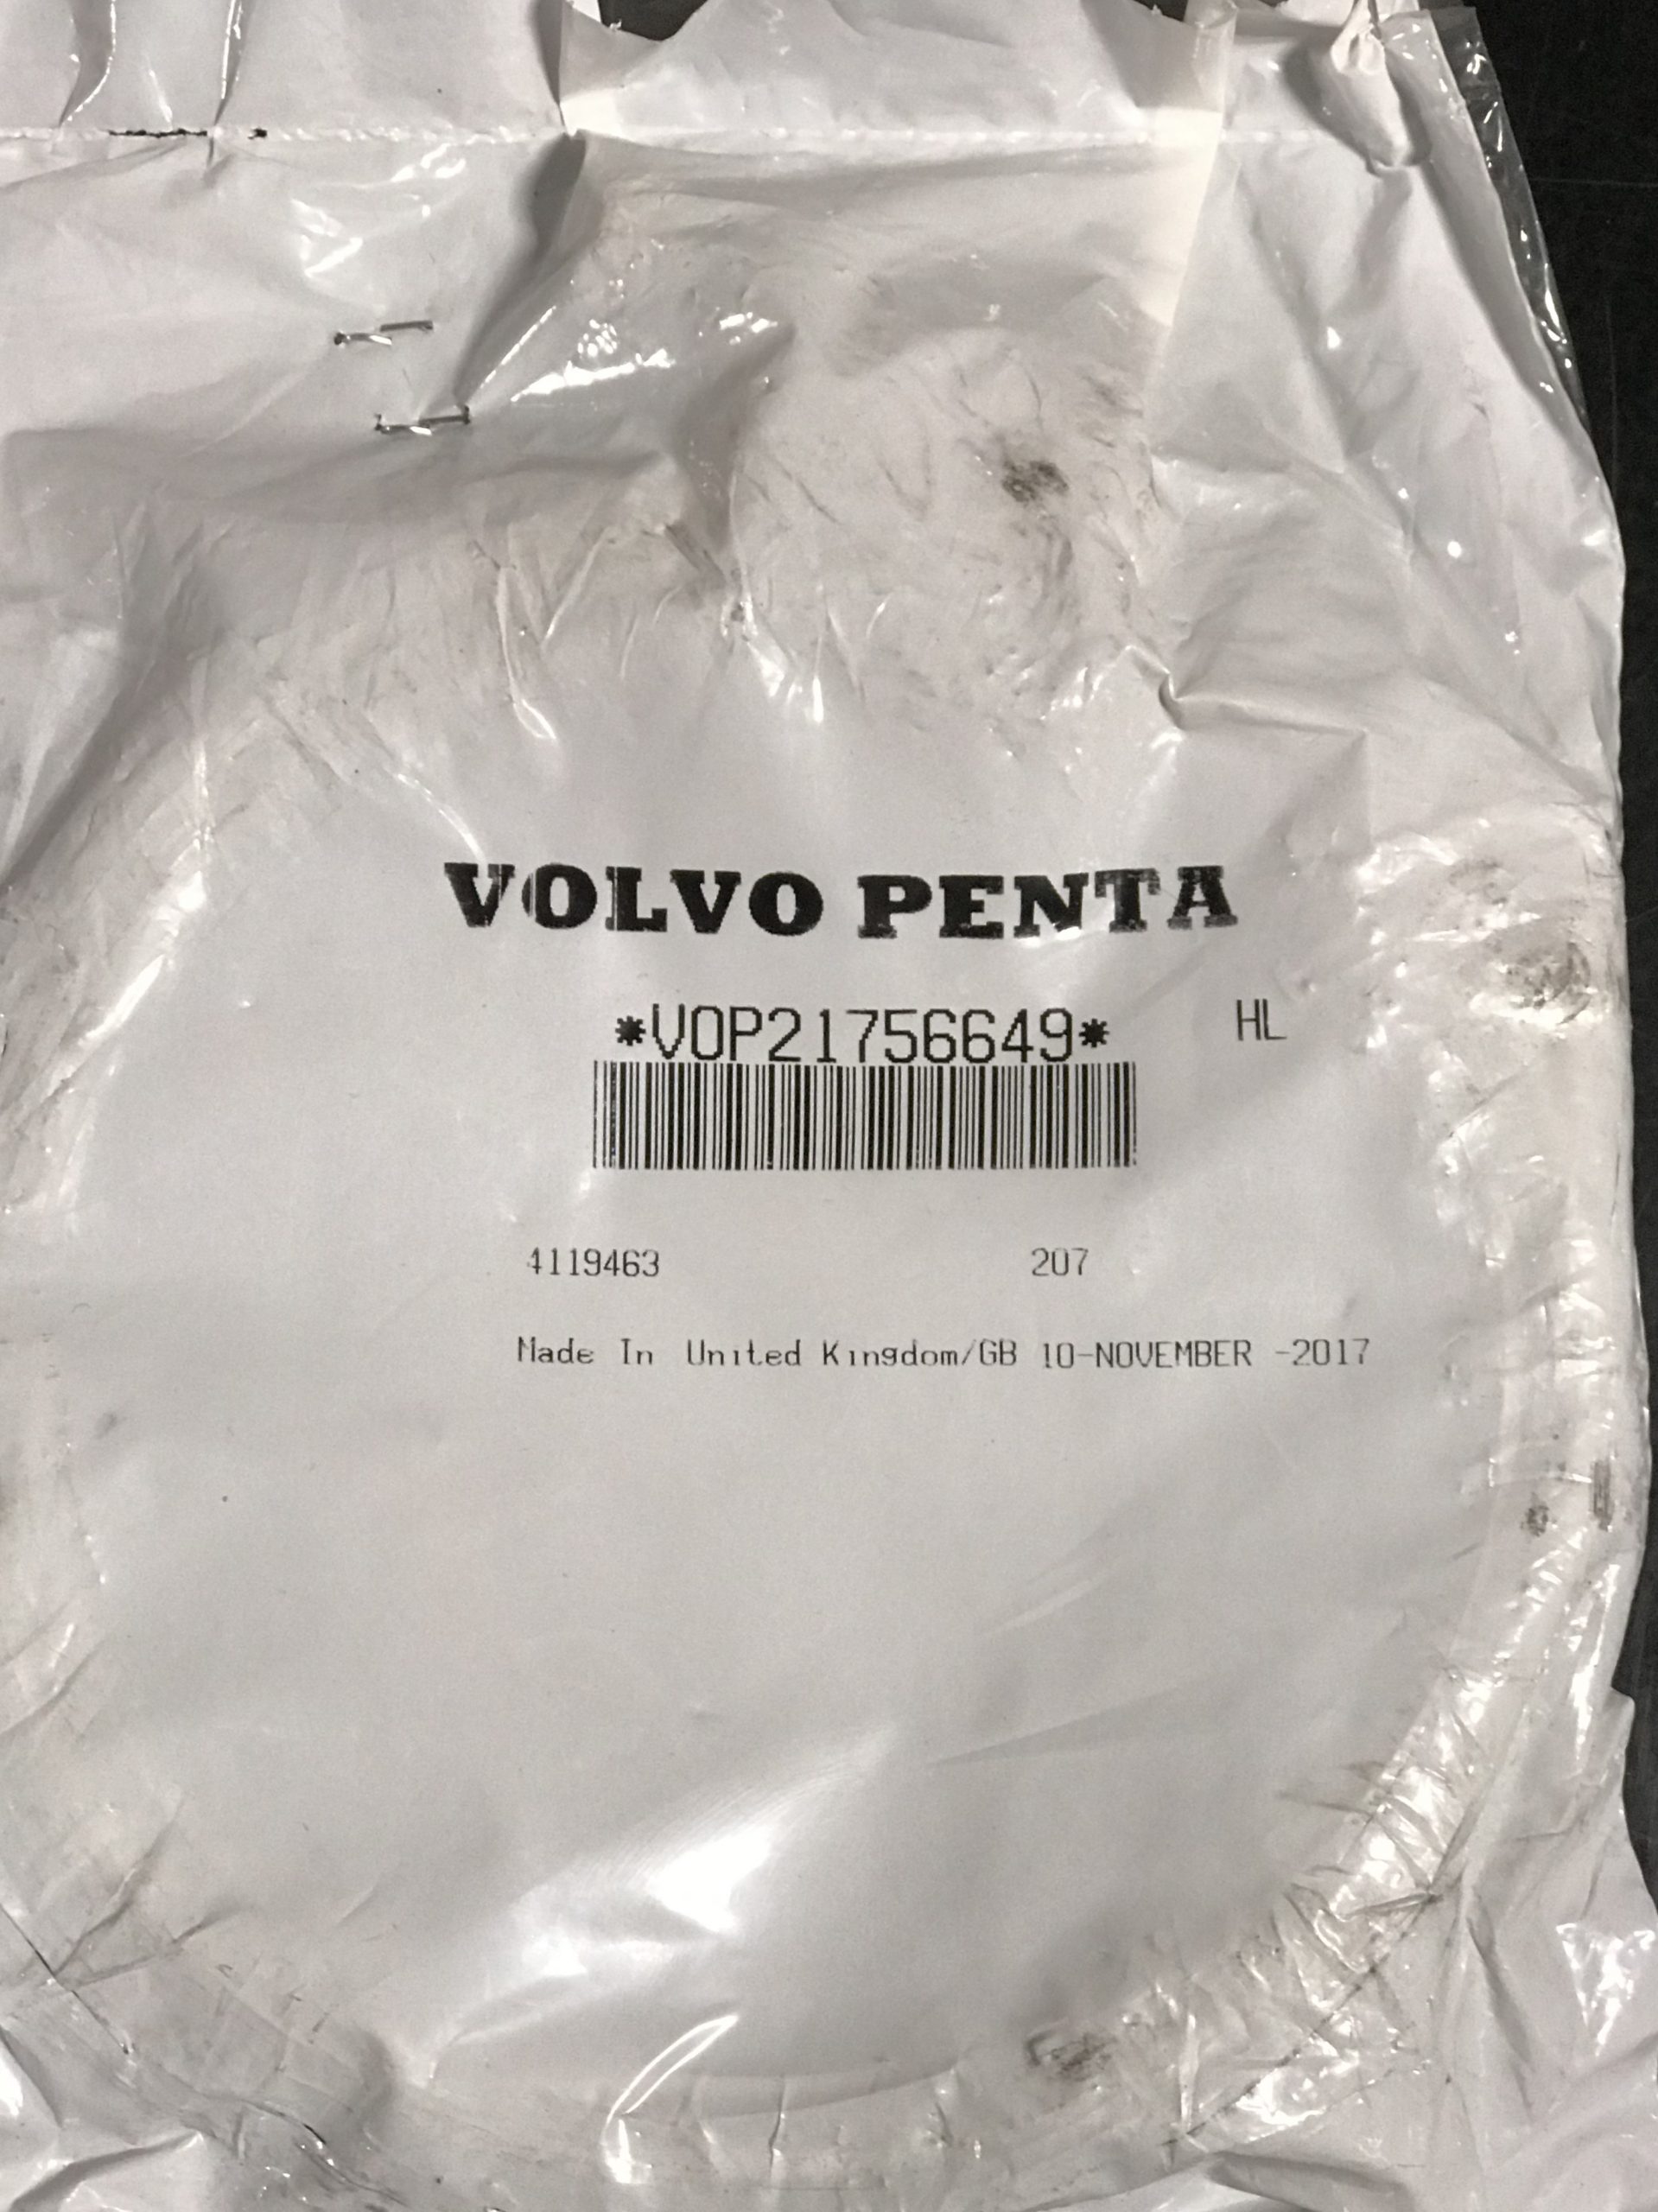 VOLVO PENTA
*VOP21756649* HL
4119463 207
Made In United Kingdom/GB 10-NOVEMBER -2017